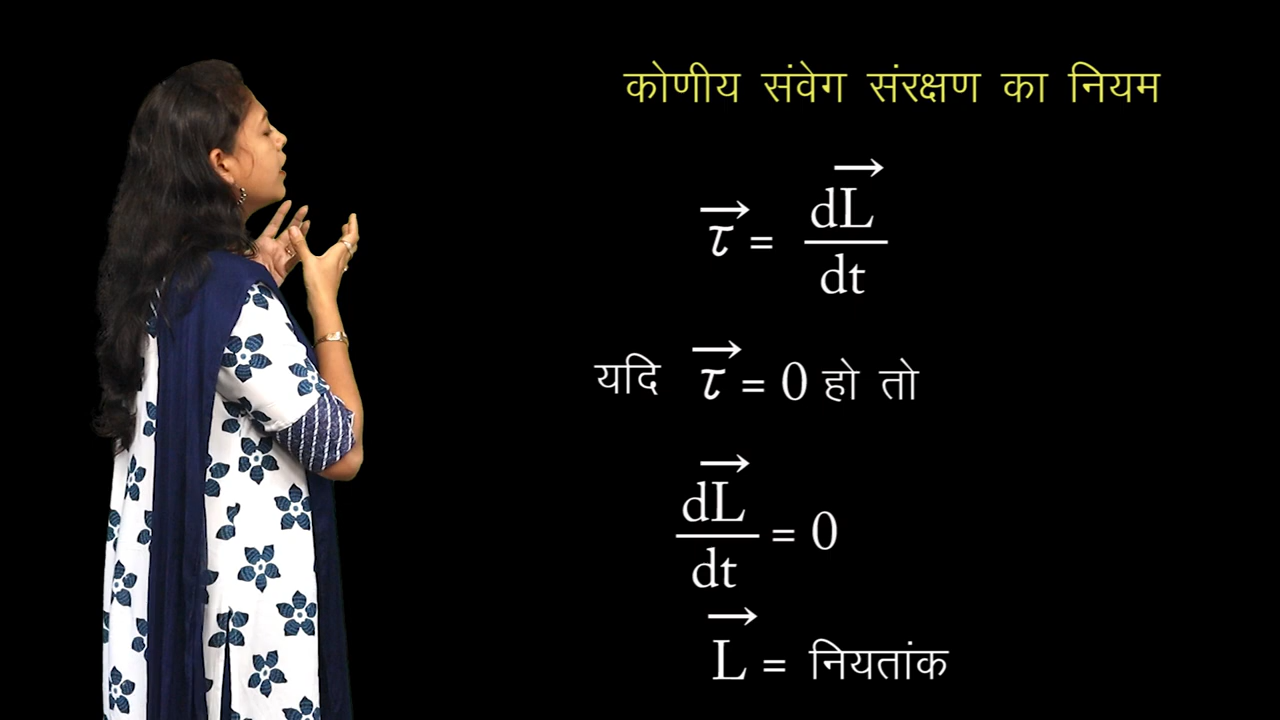 कोणीय संवेग संरक्षण का नियम
τ⃗ = dL⃗/dt
यदि τ⃗ = 0 हो तो
dL⃗/dt = 0
L⃗ = नियतांक